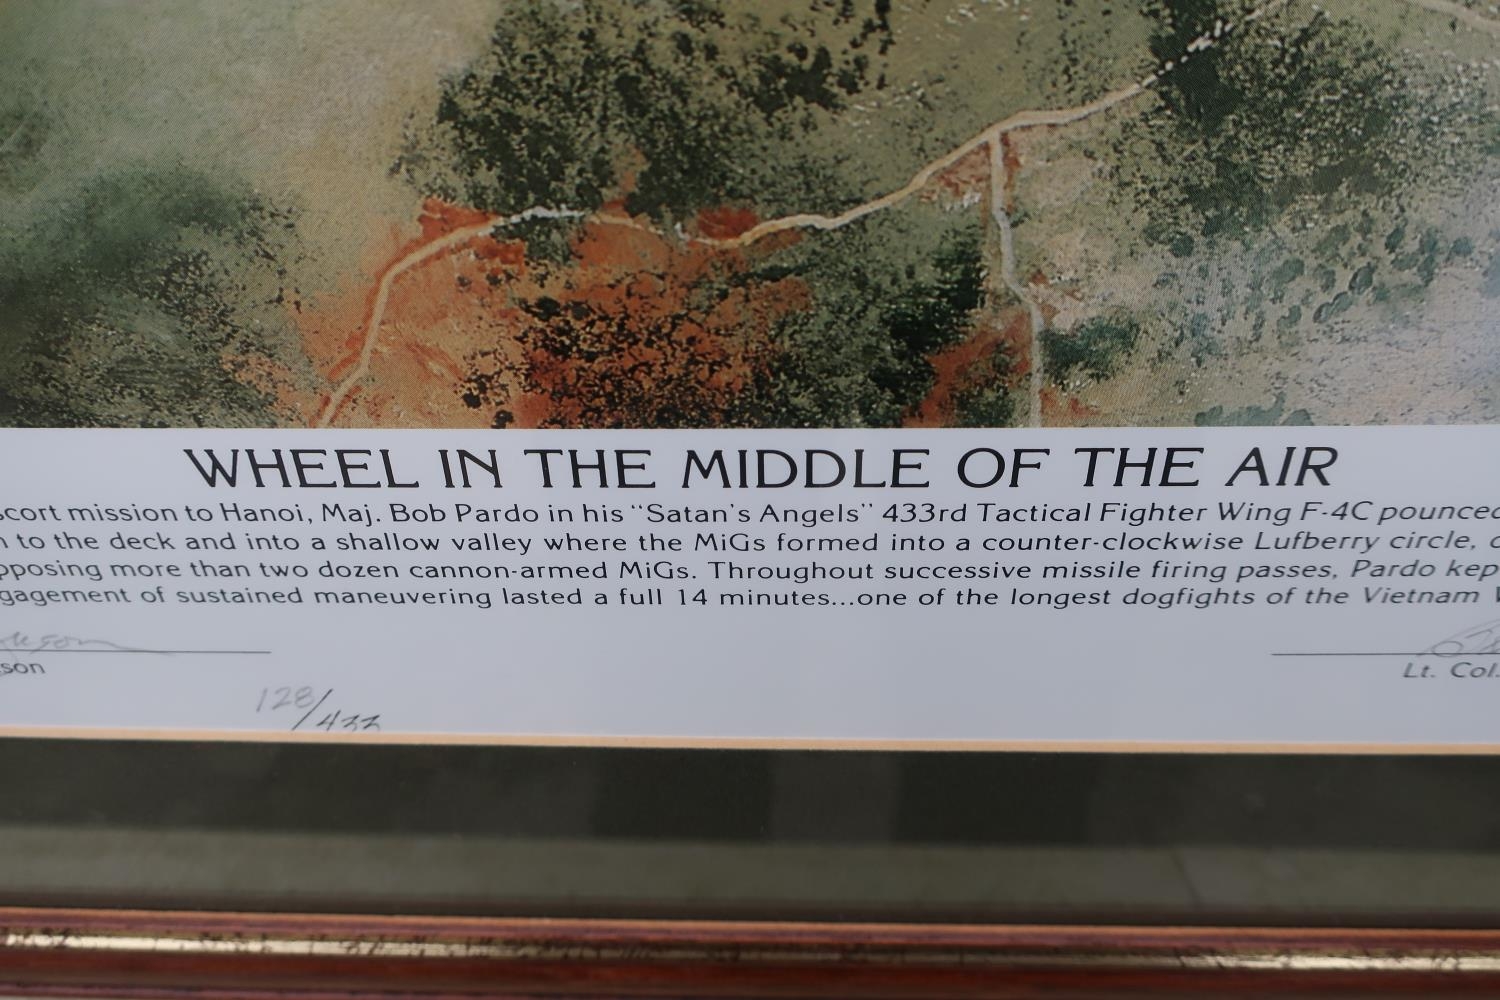 WHEEL IN THE MIDDLE OF THE AIR
scort mission to Hanoi, Maj. Bob Pardo in his "Satan's Angels" 433rd Tactical Fighter Wing F-4C pounced
to the deck and into a shallow valley where the MiGs formed into a counter-clockwise Lufberry circle,
pposing more than two dozen cannon-armed MiGs. Throughout successive missile firing passes, Pardo kep
gagement of sustained maneuvering lasted a full 14 minutes...one of the longest dogfights of the Vietnam
son
Lt. Col.
128/433